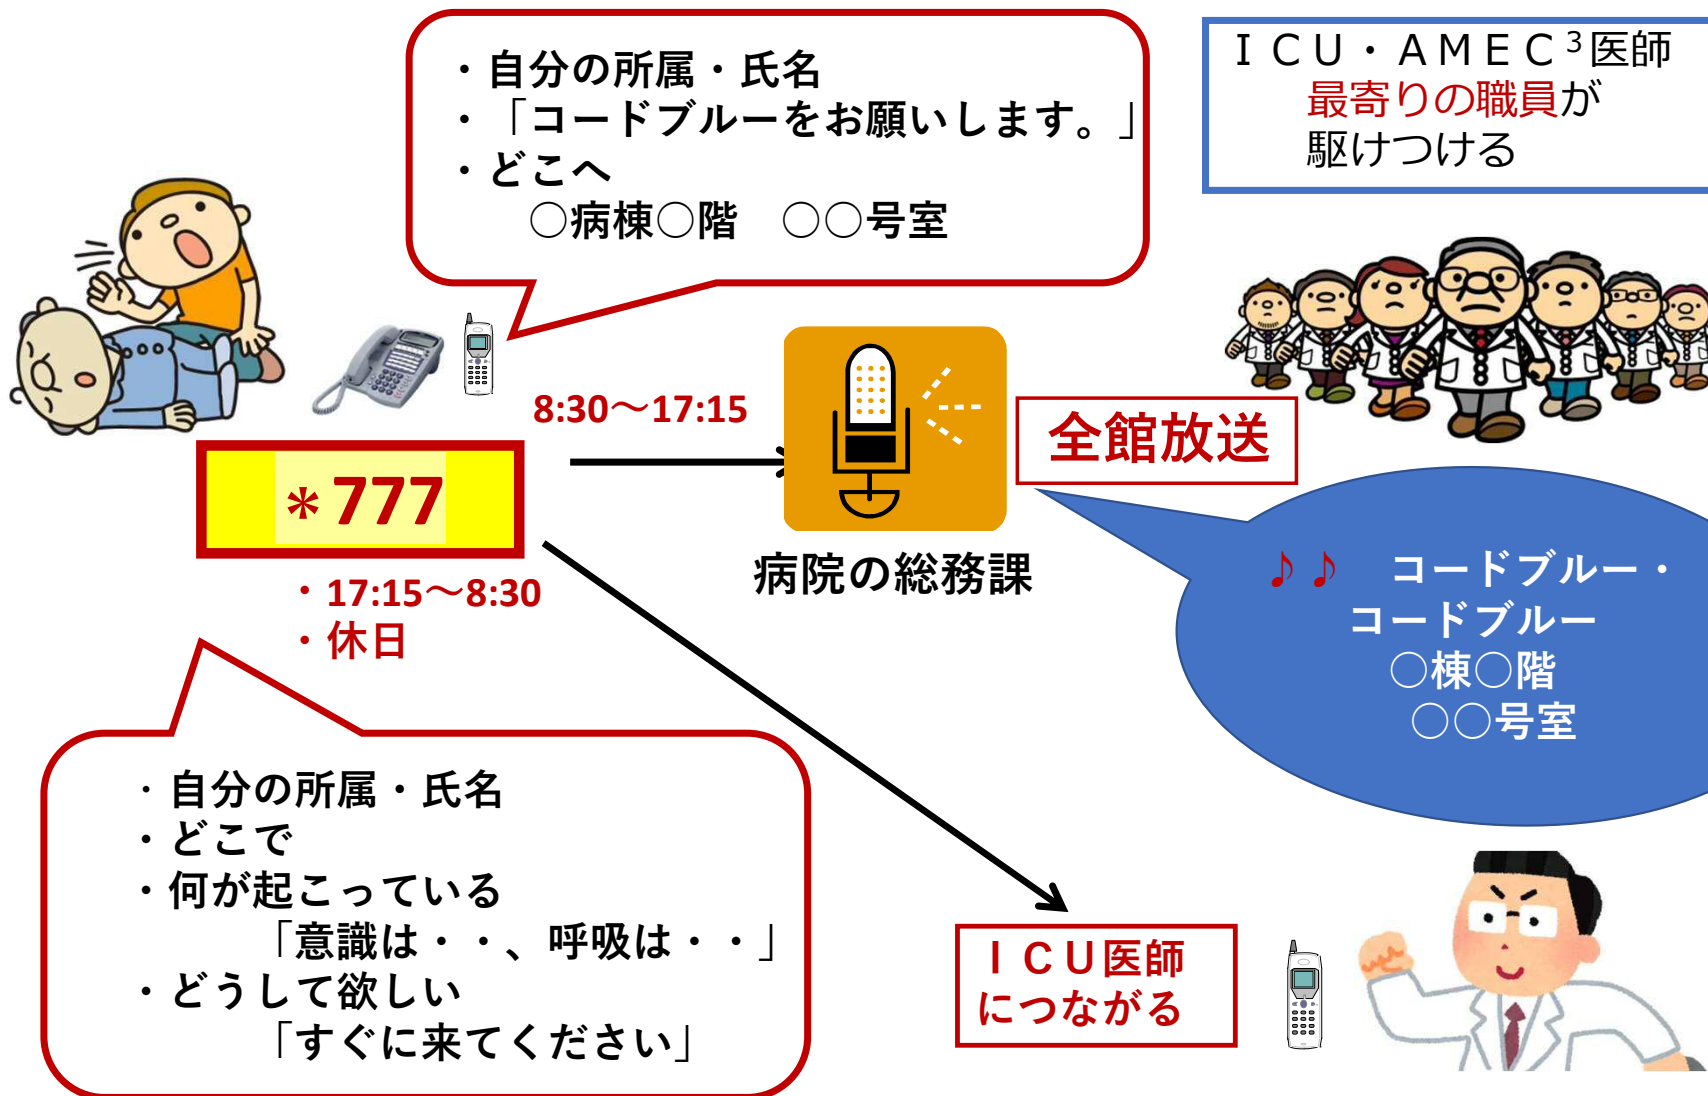 ・自分の所属・氏名
・「コードブルーをお願いします。」
・どこへ
○病棟○階　○○号室
ＩＣＵ・ＡＭＥＣ³医師
最寄りの職員が
駆けつける
8:30～17:15
全館放送
＊777
病院の総務課
・17:15～8:30
・休日
♪♪　コードブルー・
コードブルー
○棟○階
○○号室
・自分の所属・氏名
・どこで
・何が起こっている
「意識は・・、呼吸は・・」
・どうして欲しい
「すぐに来てください」
ＩＣＵ医師
につながる